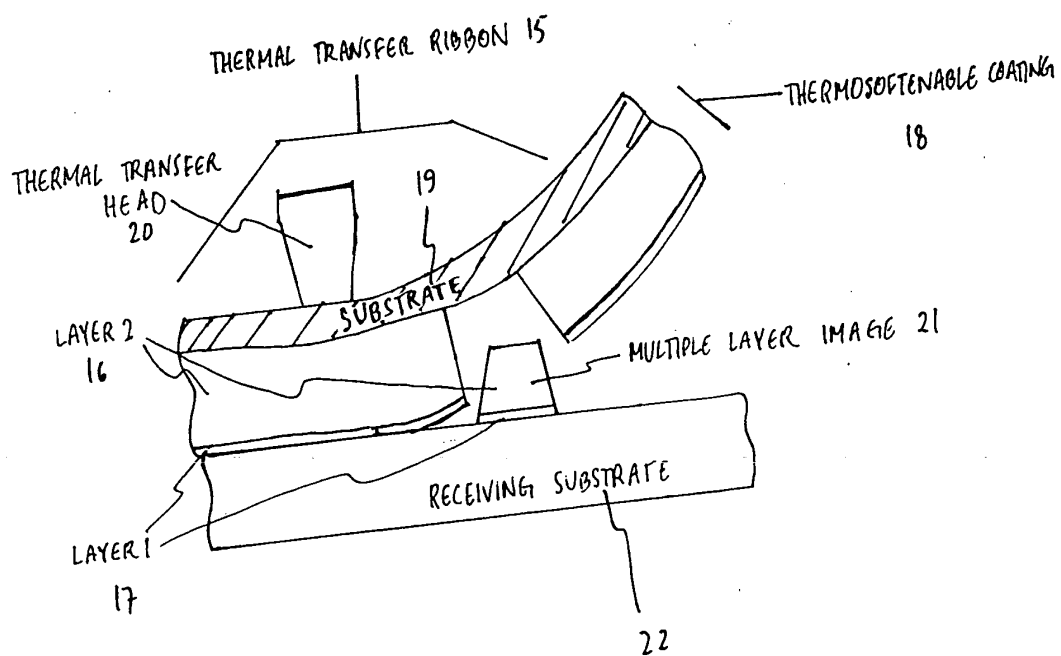 THERMAL TRANSFER RIBBON 15
THERMOSOFTENABLE COATING
18
THERMAL TRANSFER
HEAD
20
19
SUBSTRATE
LAYER 2
16
MULTIPLE LAYER IMAGE 21
RECEIVING SUBSTRATE
LAYER 1
17
22